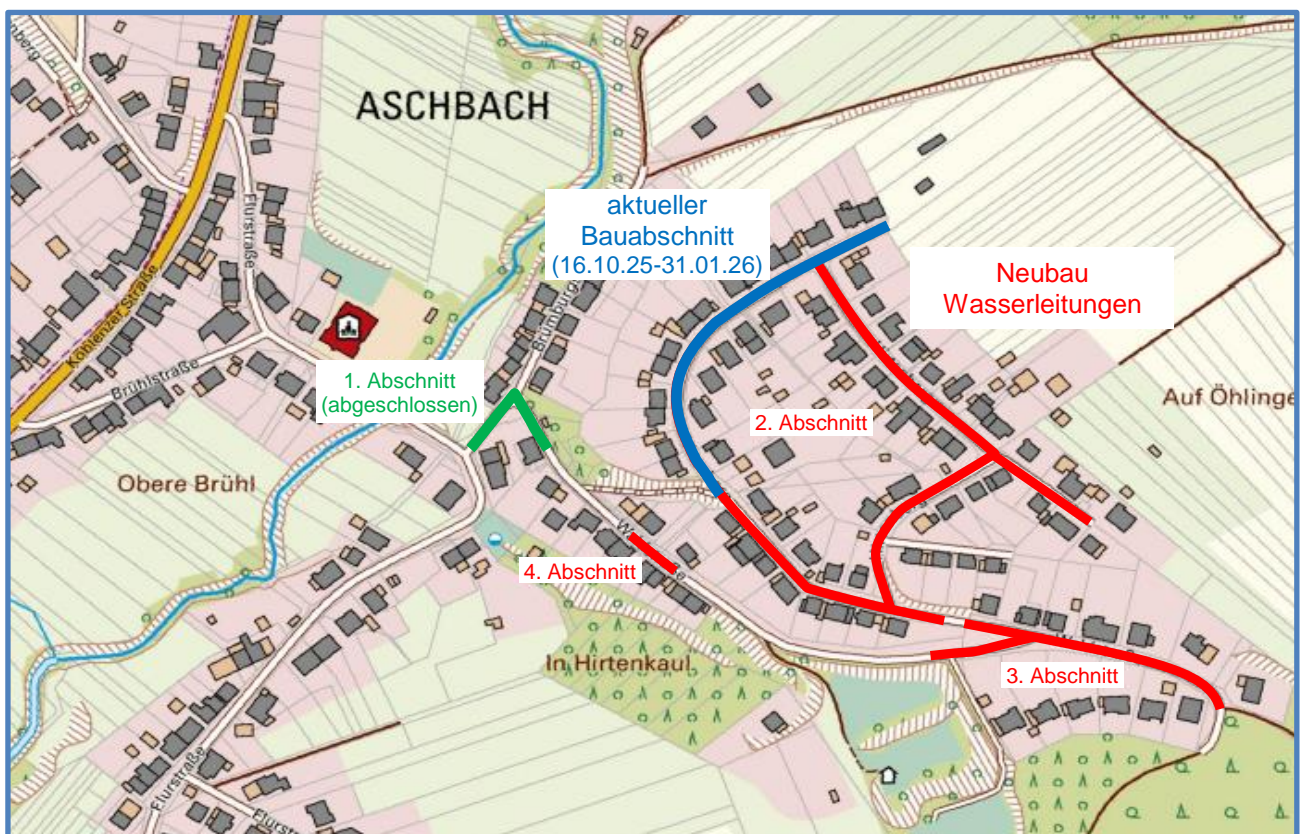 ASCHBACH
aktueller
Bauabschnitt
(16.10.25-31.01.26)
Neubau
Wasserleitungen
Flurstraße
Koblenzer Straße
Brühlstraße
1. Abschnitt
(abgeschlossen)
2. Abschnitt
Auf Öhlinge
Obere Brühl
4. Abschnitt
In Hirtenkaul
3. Abschnitt
Flurstraße